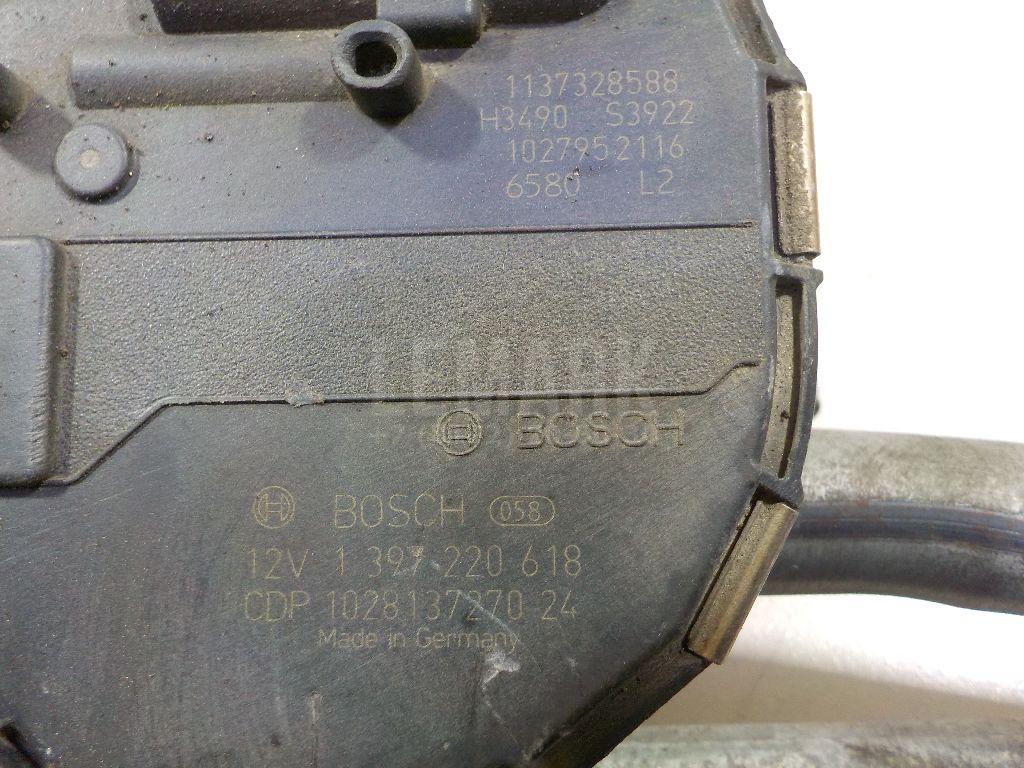 1137328588
H3490 S3922
1027952116
6580 L2
LEMARK
BOSCH
BOSCH 058
12V 1 397 220 618
CDP 1028137270 24
Made in Germany